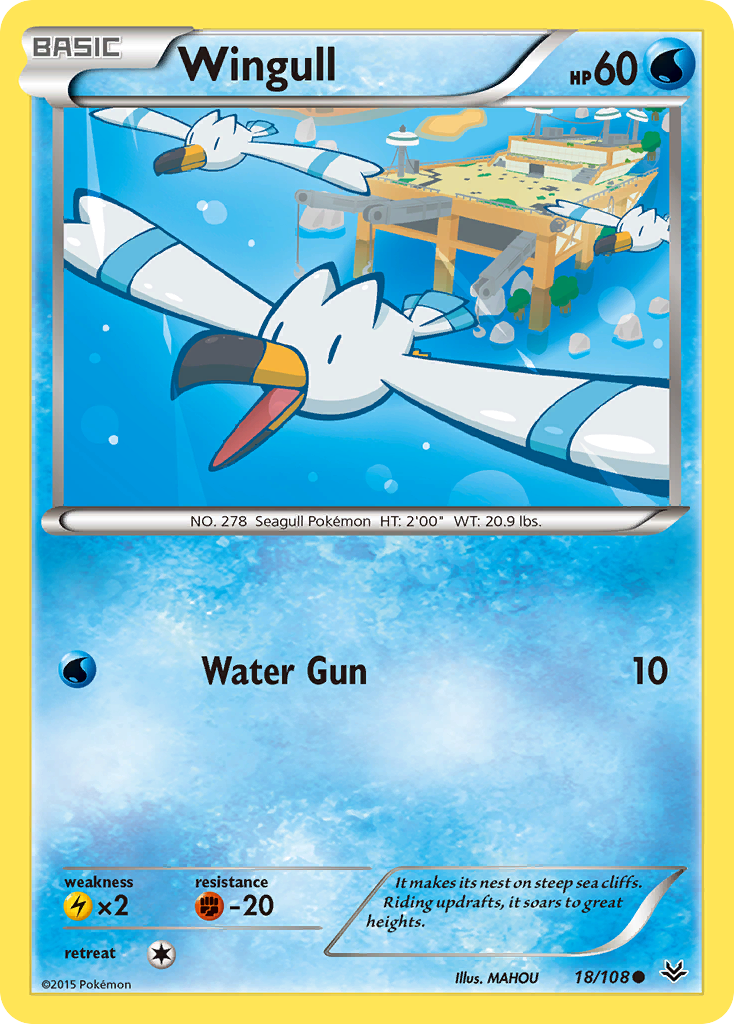 BASIC
Wingull
HP60
NO. 278 Seagull Pokémon HT: 2'00" WT: 20.9 lbs.
Water Gun 10
weakness
×2
resistance
-20
It makes its nest on steep sea cliffs.
Riding updrafts, it soars to great
heights.
retreat
©2015 Pokémon
Illus. MAHOU
18/108